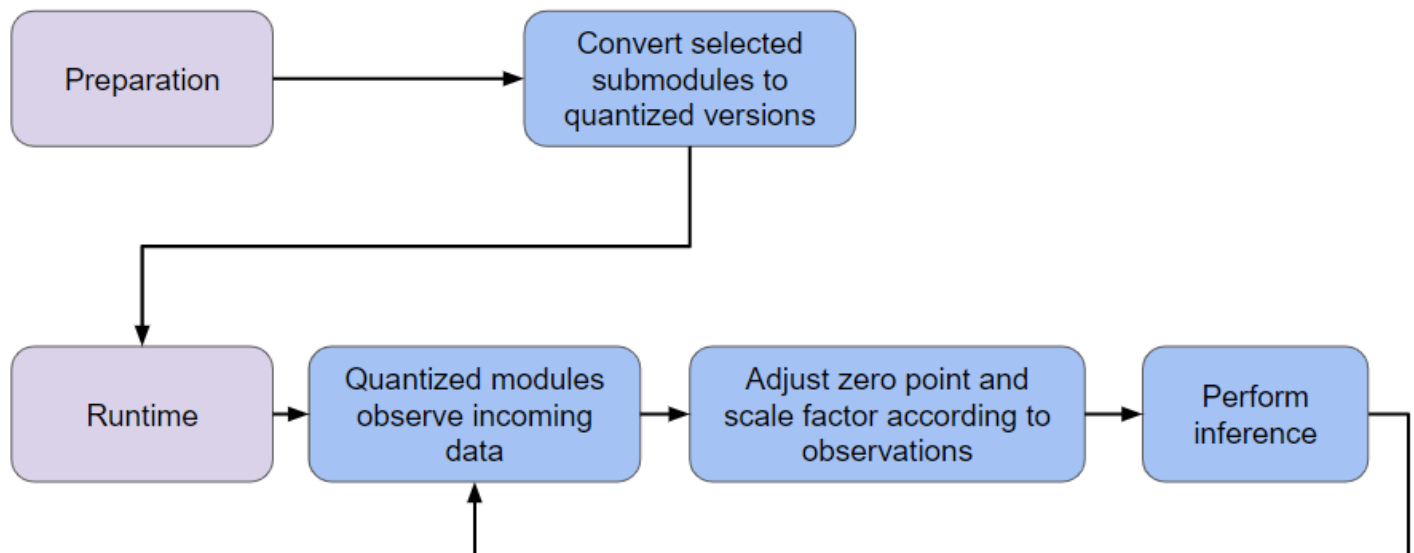 Preparation
Convert selected
submodules to
quantized versions
Runtime
Quantized modules
observe incoming
data
Adjust zero point and
scale factor according to
observations
Perform
inference